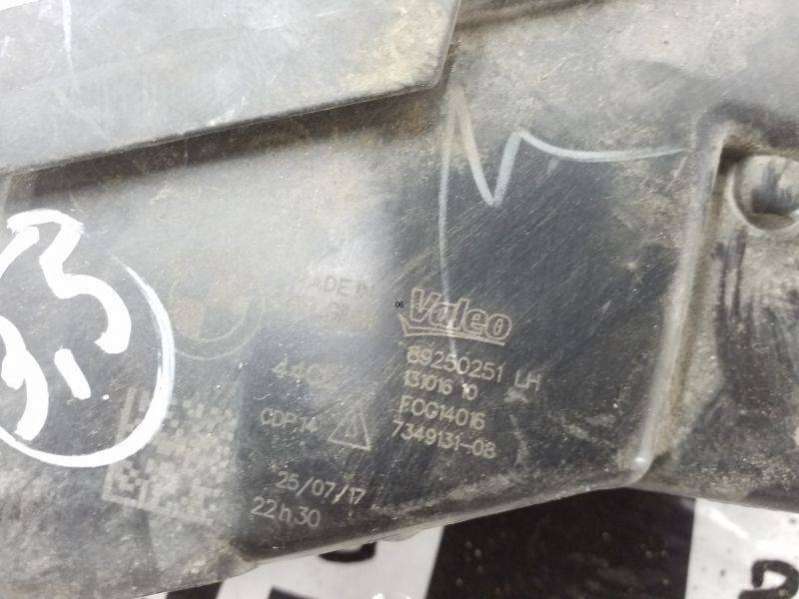 Valeo
89250251 LH
131016 10
FOG14016
7349131-08
CDP14
25/07/17
22h30